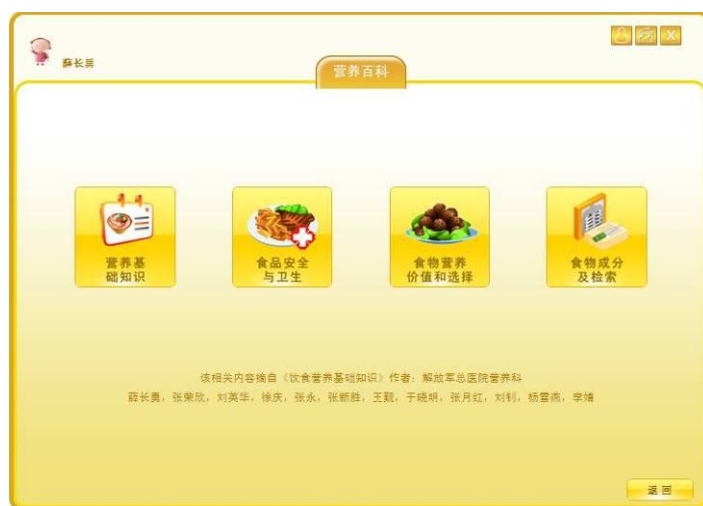 薛长勇
营养百科
营养基
础知识
食品安全
与卫生
食物营养
价值和选择
食物成分
及检索
该相关内容摘自（饮食营养基础知识）作者：解放军总医院营养科
薛长勇，张荣欣，刘英华，徐庆，张永，张新胜，王觐，于晓明，张月红，刘钊，杨雪燕，李婧
返回